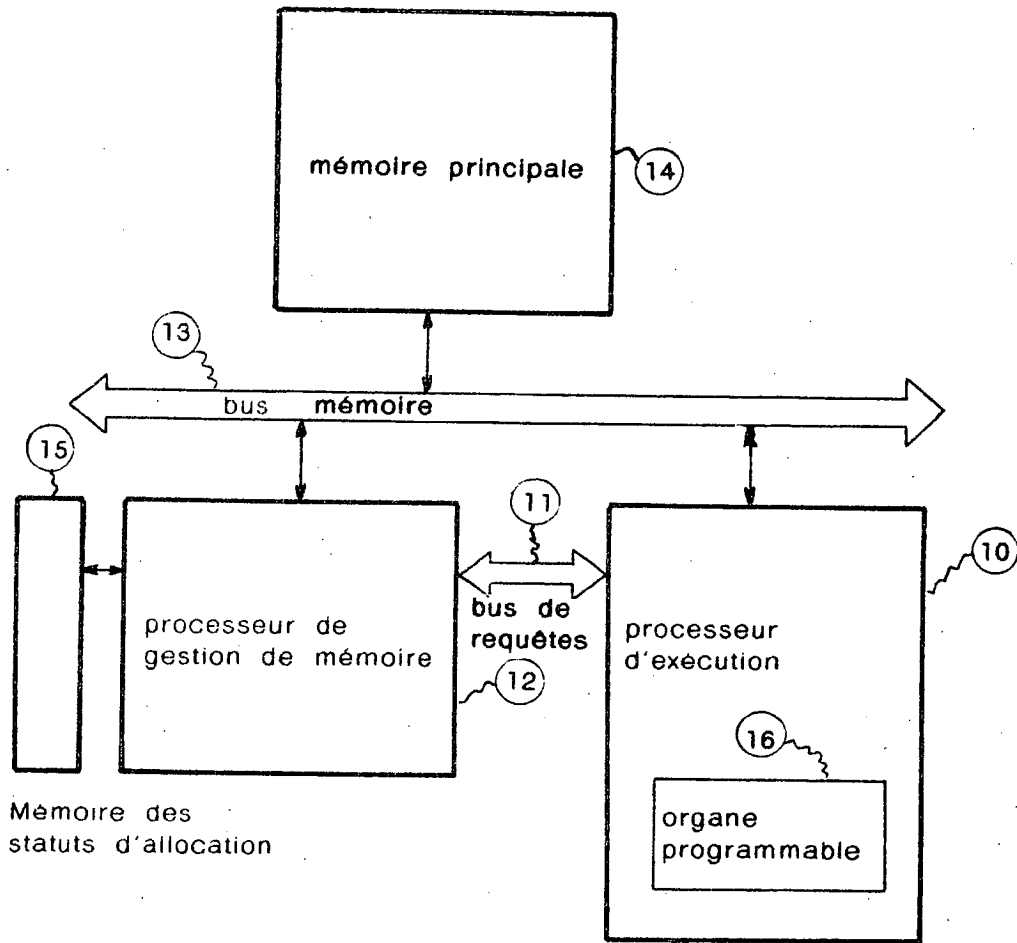 mémoire principale
14
13
bus mémoire
15
11
10
bus de
requêtes
processeur de
gestion de mémoire
processeur
d'exécution
12
16
organe
programmable
Mémoire des
statuts d'allocation